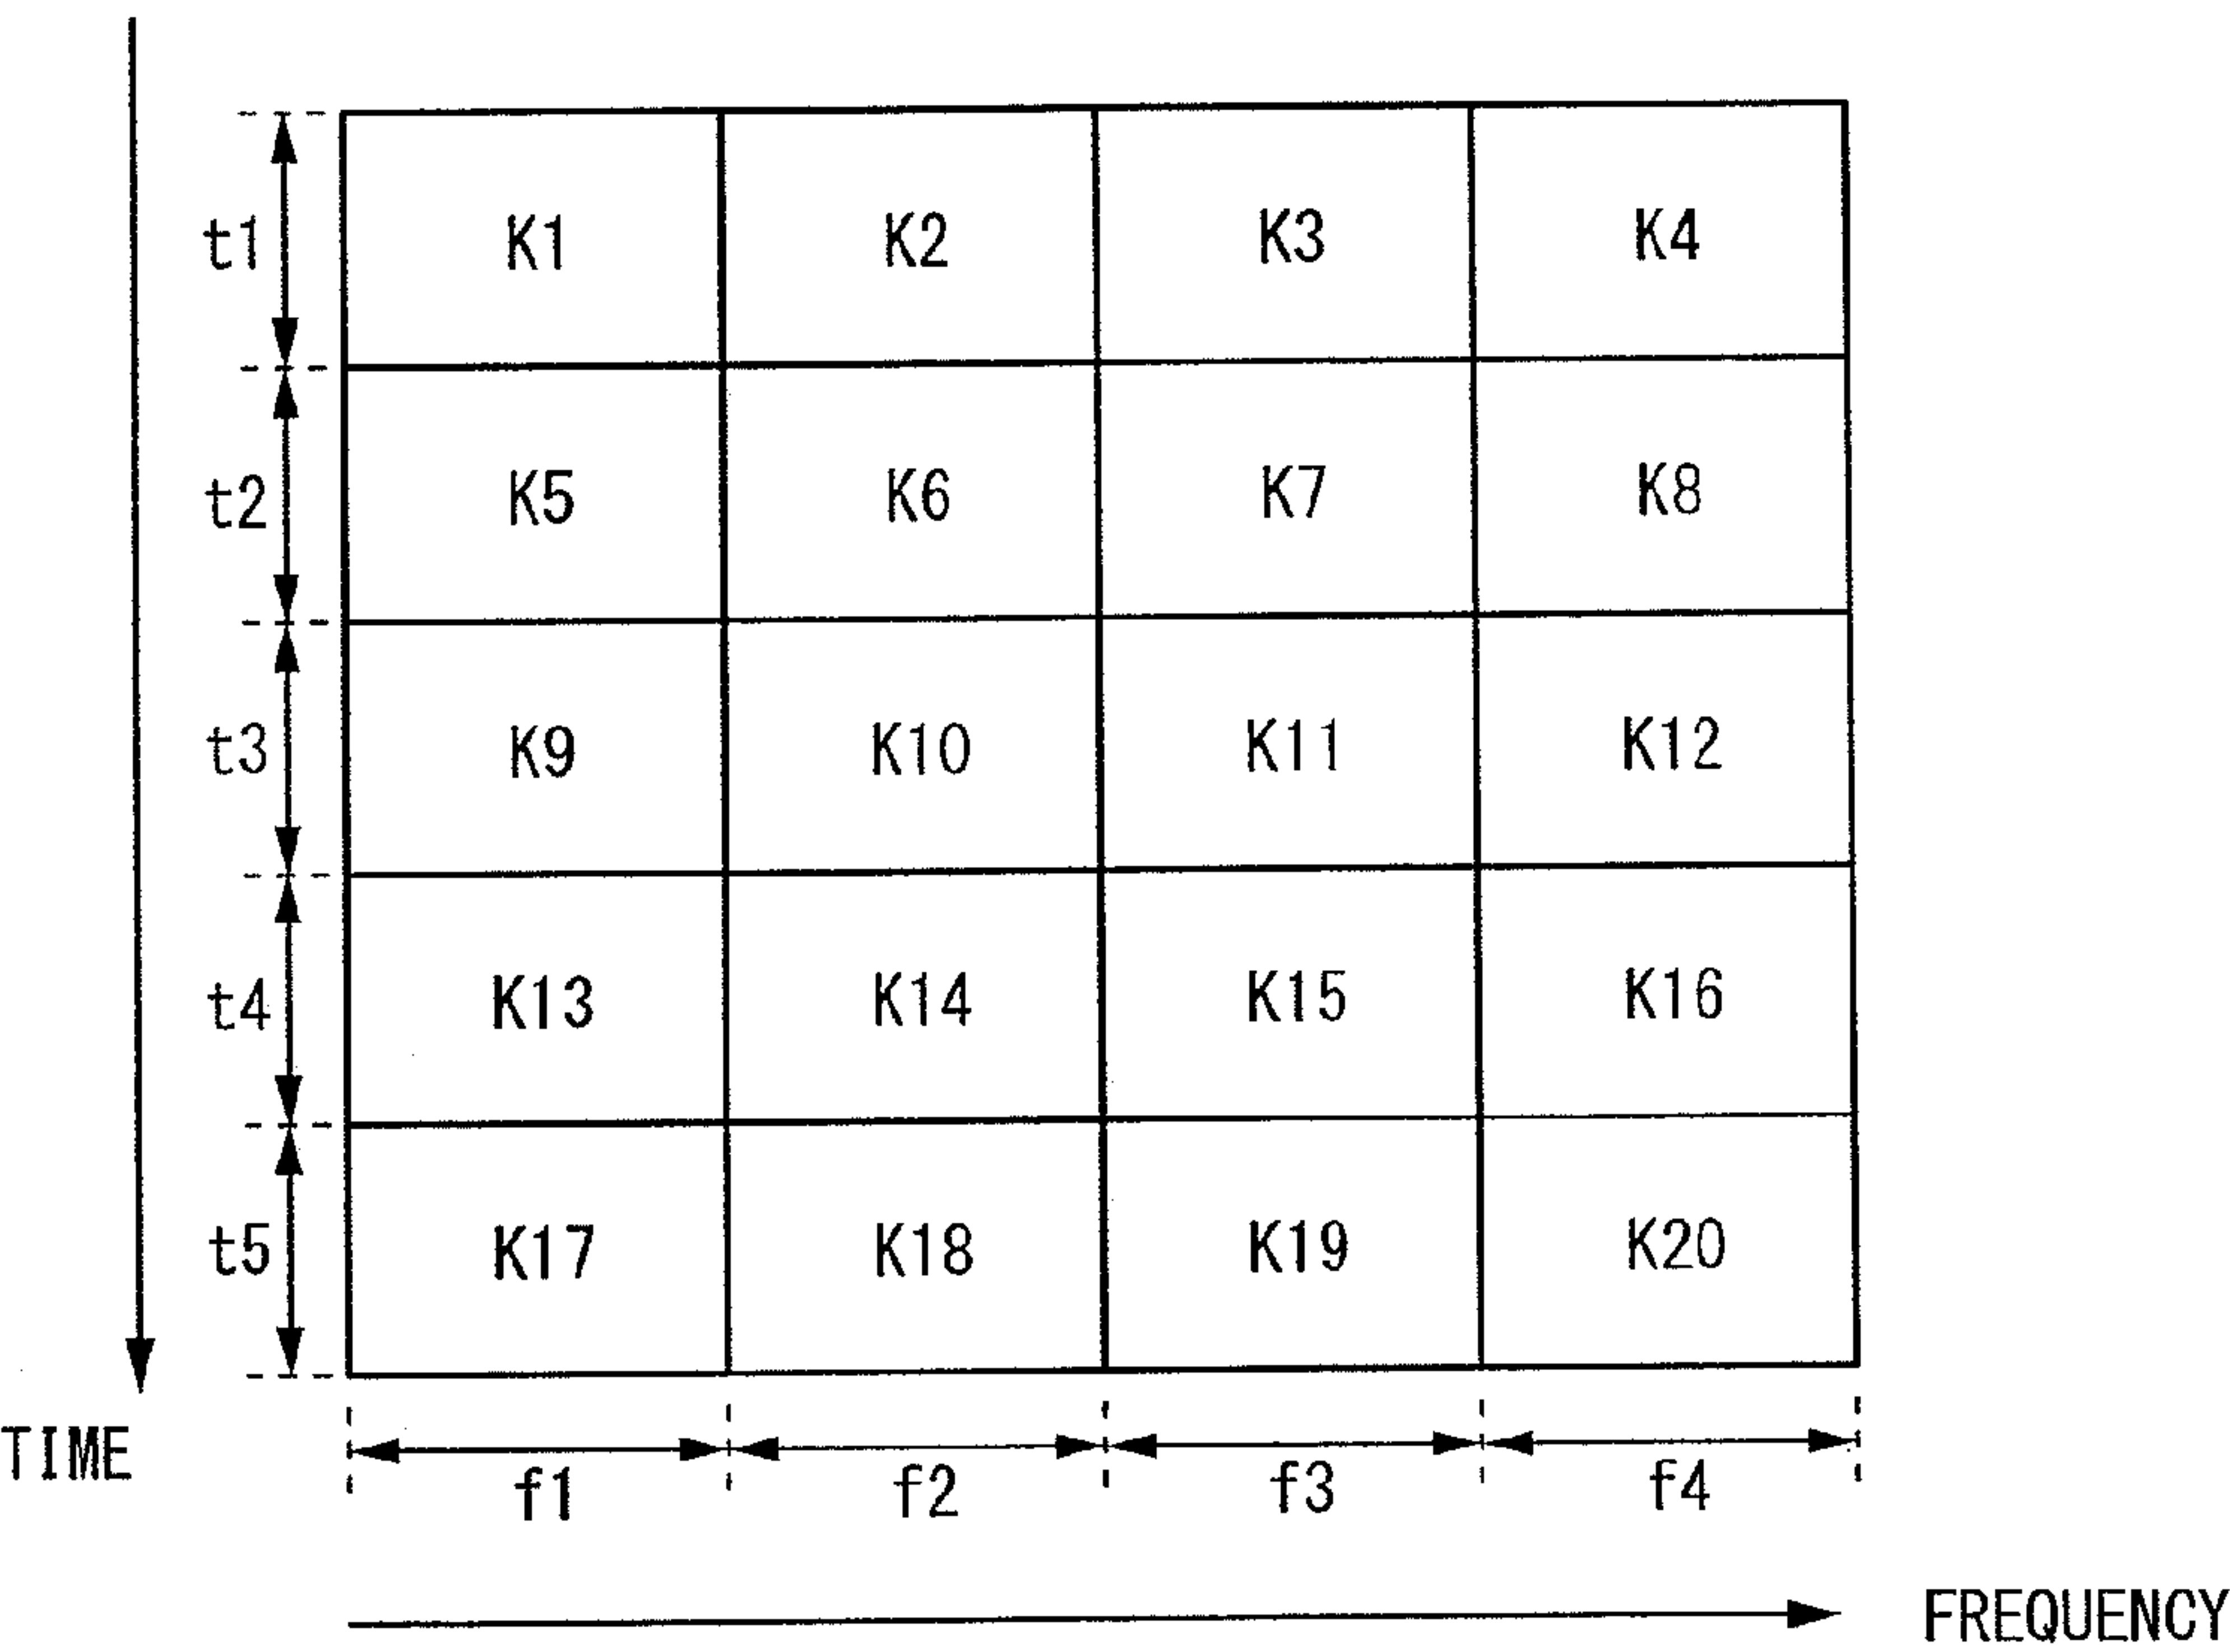 t1 K1 K2 K3 K4
t2 K5 K6 K7 K8
t3 K9 K10 K11 K12
t4 K13 K14 K15 K16
t5 K17 K18 K19 K20
TIME
f1 f2 f3 f4
FREQUENCY